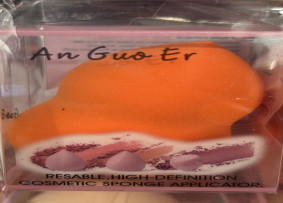 An Guo Er
RESABLE,HIGH-DEFINITION
COSMETIC SPONGE APPLICATOR.